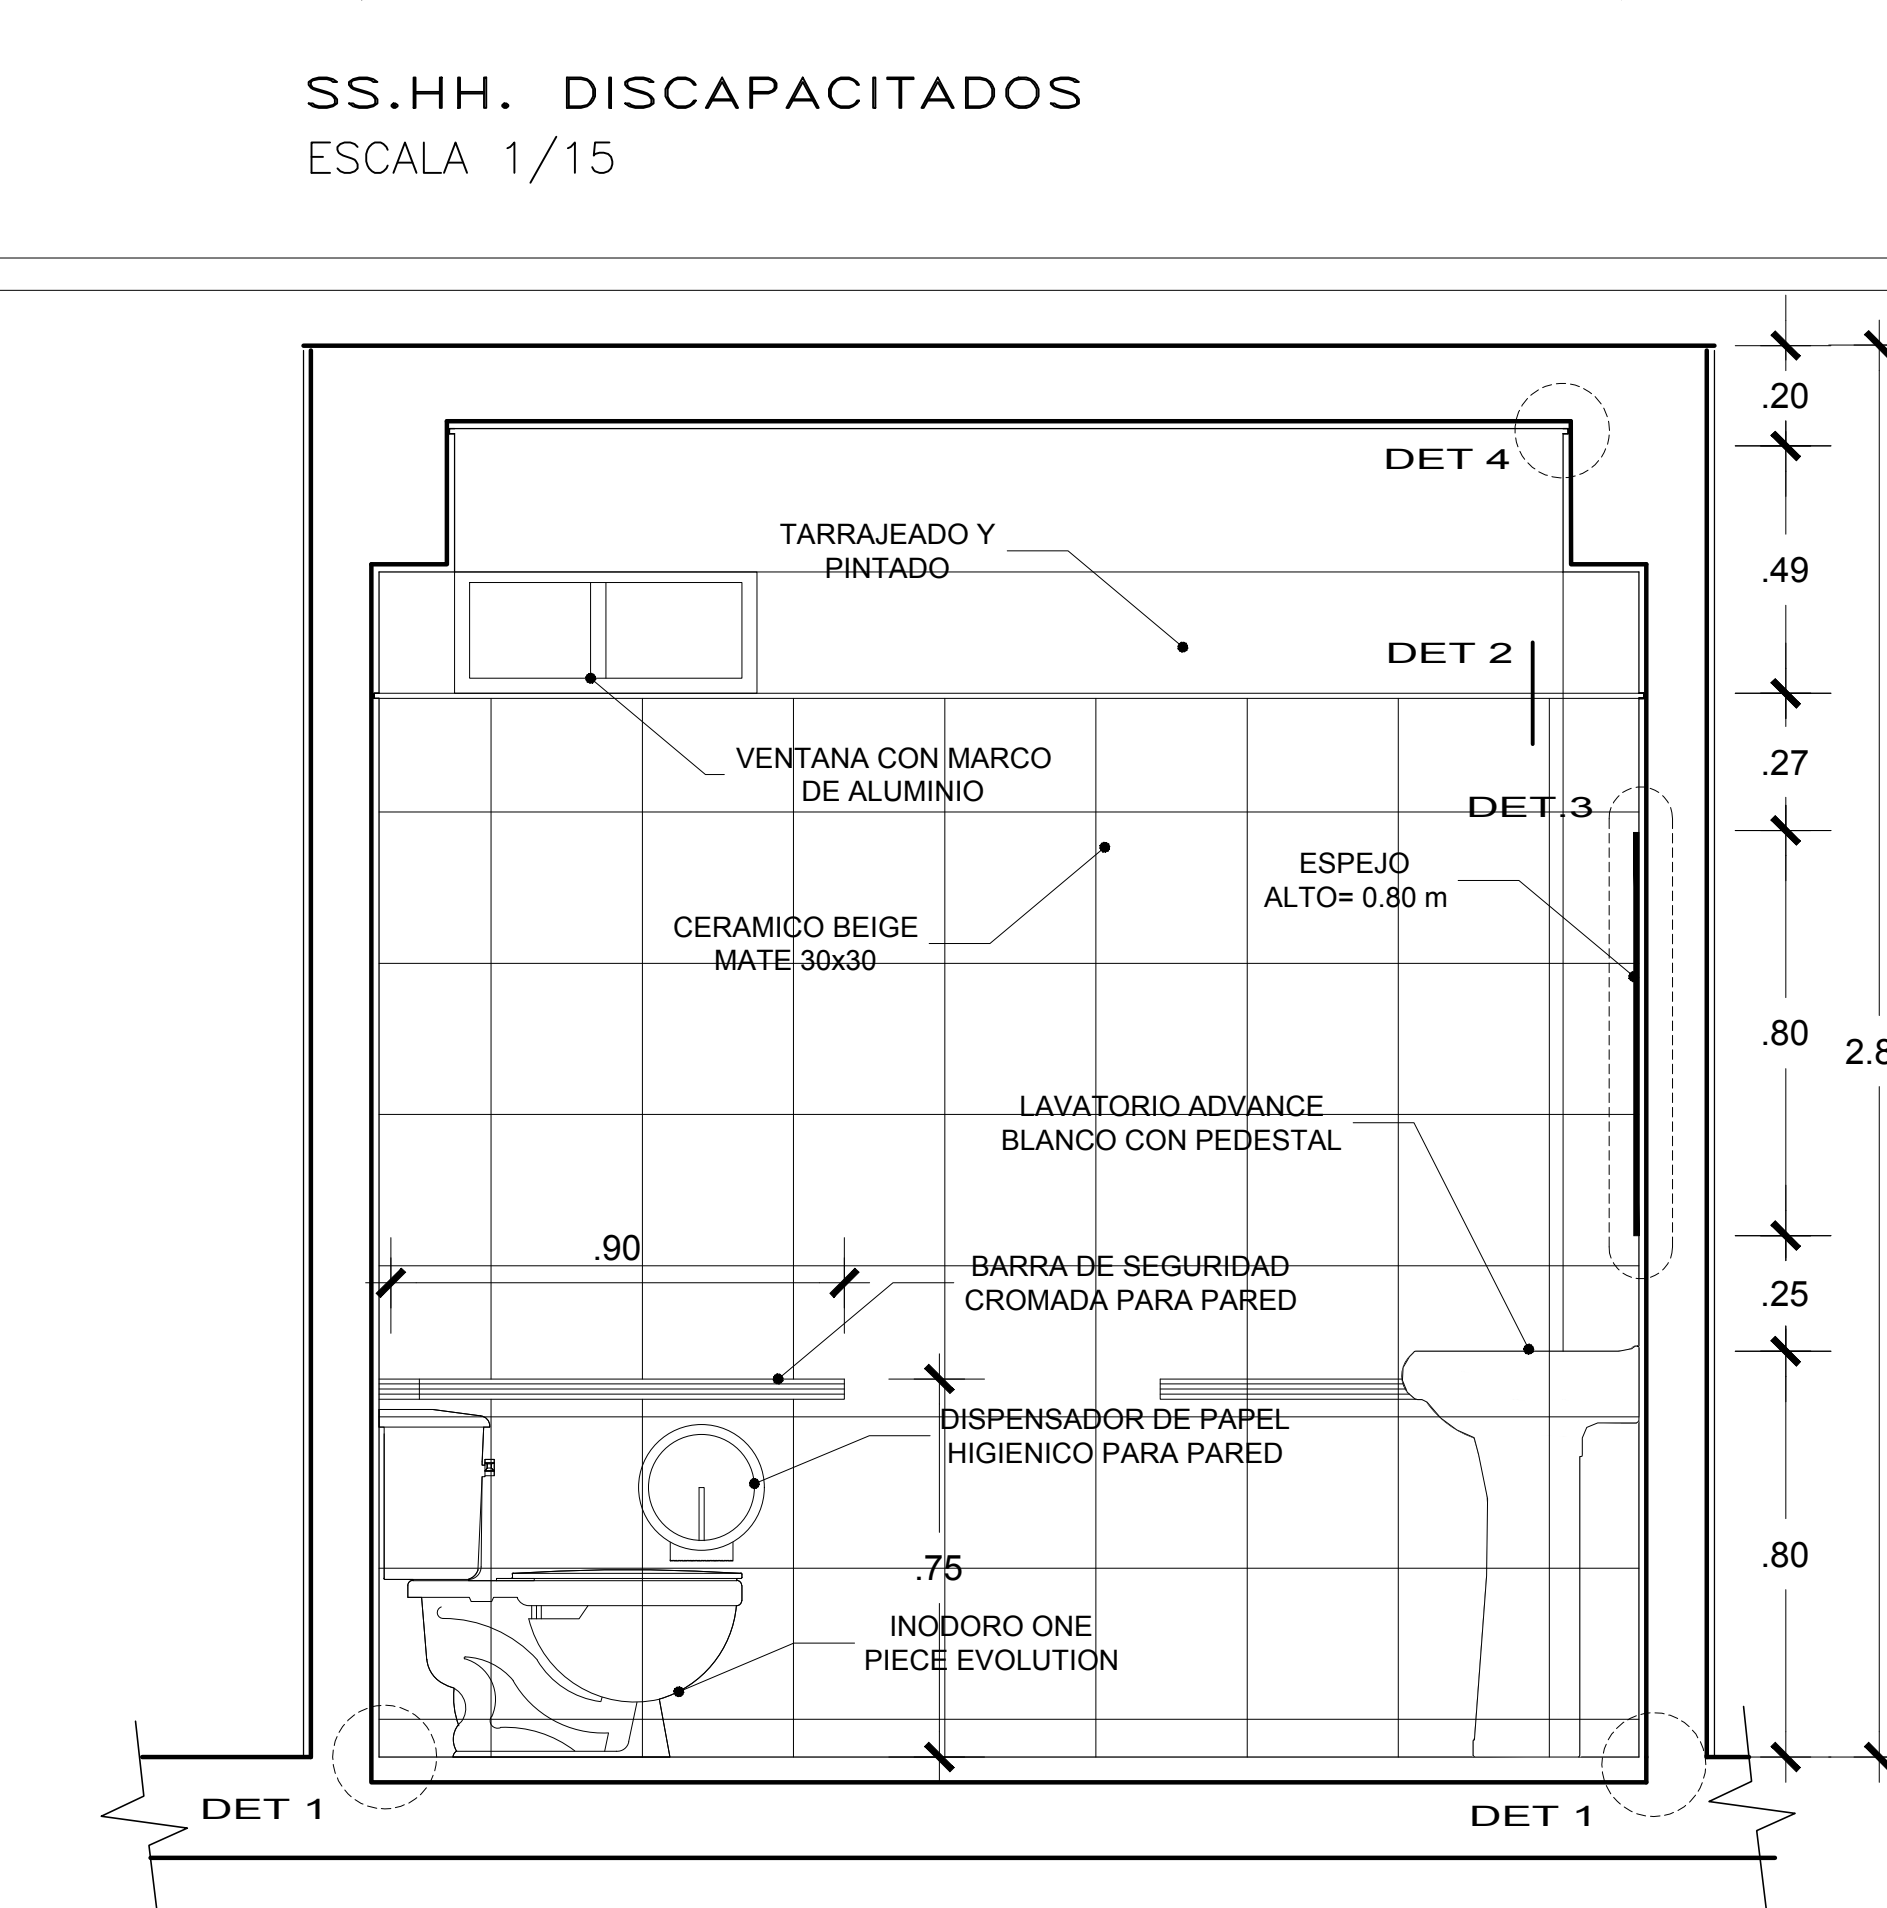 SS.HH. DISCAPACITADOS
ESCALA 1/15
.20
DET 4
TARRAJEADO Y
PINTADO
.49
DET 2
VENTANA CON MARCO
DE ALUMINIO
.27
DET.3
ESPEJO
ALTO= 0.80 m
CERAMICO BEIGE
MATE 30x30
.80
2.8
LAVATORIO ADVANCE
BLANCO CON PEDESTAL
.90
BARRA DE SEGURIDAD
CROMADA PARA PARED
.25
DISPENSADOR DE PAPEL
HIGIENICO PARA PARED
.75
.80
INODORO ONE
PIECE EVOLUTION
DET 1
DET 1